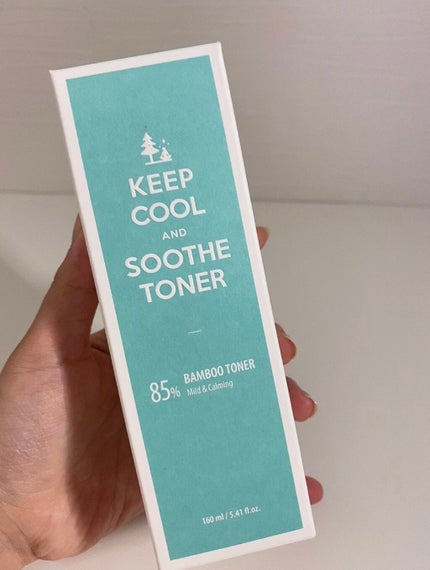 KEEP
COOL
AND
SOOTHE
TONER
85% BAMBOO TONER
Mild & Calming
160 ml / 5.41 fl.oz.